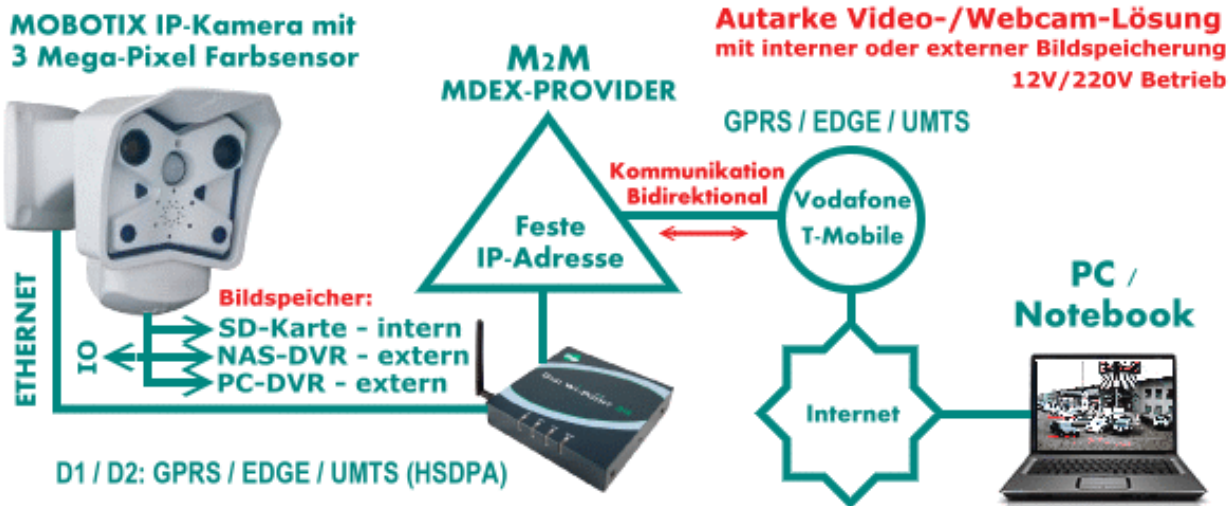 MOBOTIX IP-Kamera mit
3 Mega-Pixel Farbsensor
Autarke Video-/Webcam-Lösung
mit interner oder externer Bildspeicherung
12V/220V Betrieb
M2M
MDEX-PROVIDER
GPRS / EDGE / UMTS
Kommunikation
Bidirektional
Vodafone
T-Mobile
Feste
IP-Adresse
PC /
Notebook
ETHERNET
IO
Bildspeicher:
SD-Karte - intern
NAS-DVR - extern
PC-DVR - extern
Internet
D1 / D2: GPRS / EDGE / UMTS (HSDPA)